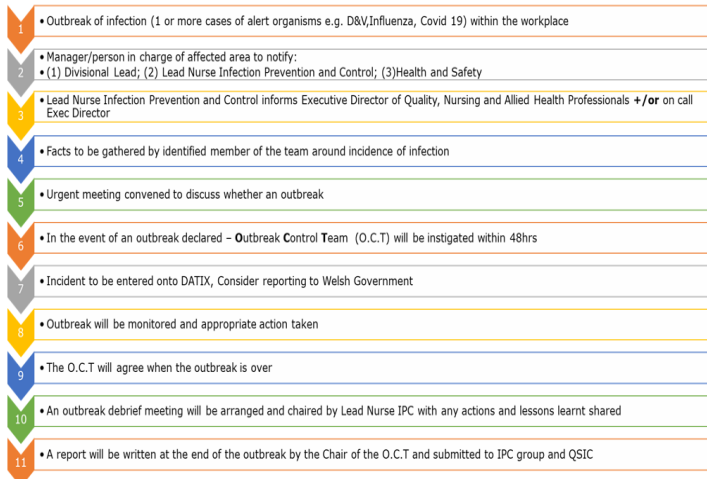 1
• Outbreak of infection (1 or more cases of alert organisms e.g. D&V,Influenza, Covid 19) within the workplace
2
• Manager/person in charge of affected area to notify:
• (1) Divisional Lead; (2) Lead Nurse Infection Prevention and Control; (3)Health and Safety
3
• Lead Nurse Infection Prevention and Control informs Executive Director of Quality, Nursing and Allied Health Professionals +/or on call
Exec Director
4
• Facts to be gathered by identified member of the team around incidence of infection
5
• Urgent meeting convened to discuss whether an outbreak
6
• In the event of an outbreak declared – Outbreak Control Team (O.C.T) will be instigated within 48hrs
7
• Incident to be entered onto DATIX, Consider reporting to Welsh Government
8
• Outbreak will be monitored and appropriate action taken
9
• The O.C.T will agree when the outbreak is over
10
• An outbreak debrief meeting will be arranged and chaired by Lead Nurse IPC with any actions and lessons learnt shared
11
• A report will be written at the end of the outbreak by the Chair of the O.C.T and submitted to IPC group and QSIC